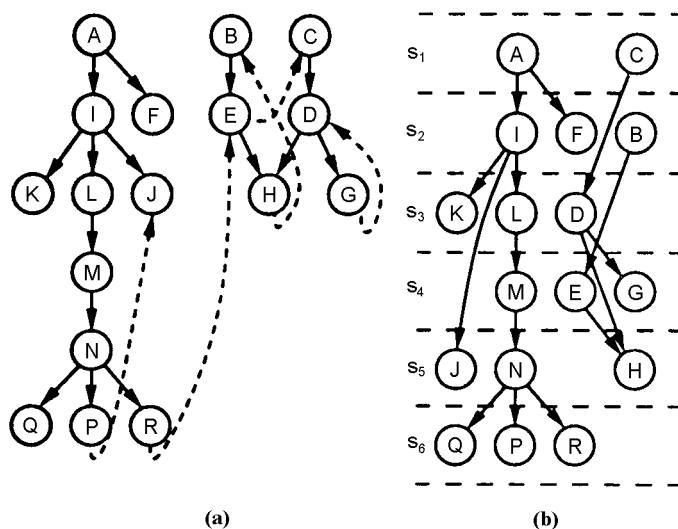 A B C
I F E D
K L J H G
M
N
Q P R
(a)
s1 A C
s2 I F B
s3 K L D
s4 M E G
s5 J N H
s6 Q P R
(b)